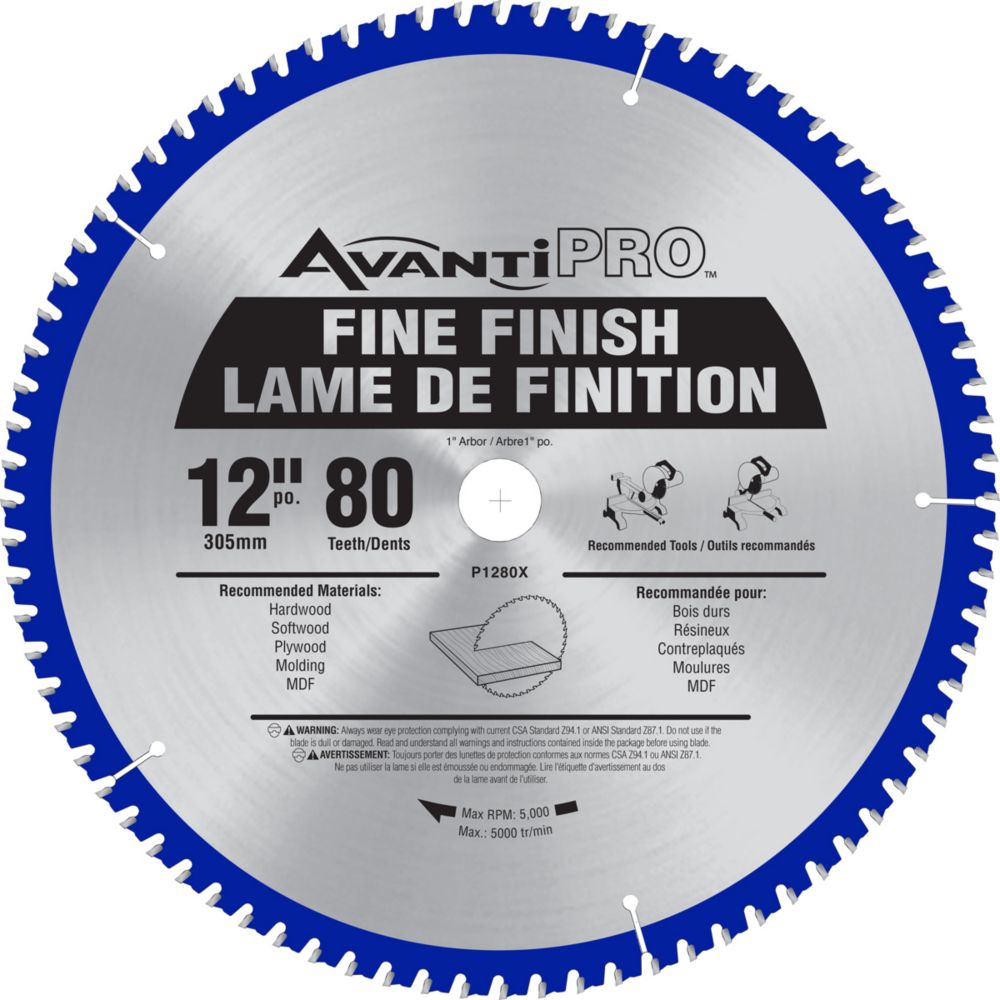 AVANTI PRO™
FINE FINISH
LAME DE FINITION
1" Arbor / Arbre1" po.
12" po. 80
305mm Teeth/Dents
Recommended Tools / Outils recommandés
P1280X
Recommended Materials:
Hardwood
Softwood
Plywood
Molding
MDF
Recommandée pour:
Bois durs
Résineux
Contreplaqués
Moulures
MDF
WARNING: Always wear eye protection complying with current CSA Standard Z94.1 or ANSI Standard Z87.1. Do not use if the
blade is dull or damaged. Read and understand all warnings and instructions contained inside the package before using blade.
AVERTISSEMENT: Toujours porter des lunettes de protection conformes aux normes CSA Z94.1 ou ANSI Z87.1.
Ne pas utiliser la lame si elle est émoussée ou endommagée. Lire l'étiquette d'avertissement au dos
de la lame avant de l'utiliser.
Max RPM: 5,000
Max.: 5000 tr/min